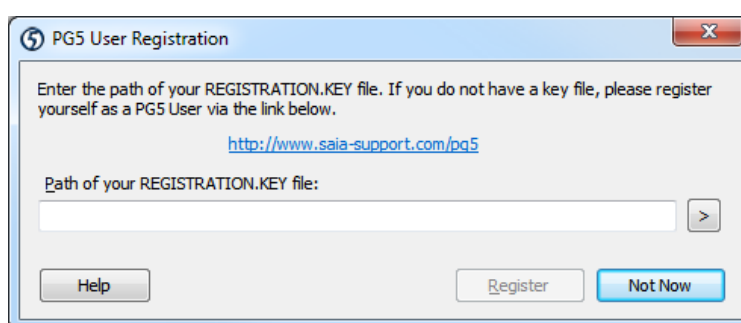 PG5 User Registration
Enter the path of your REGISTRATION.KEY file. If you do not have a key file, please register
yourself as a PG5 User via the link below.
http://www.saia-support.com/pg5
Path of your REGISTRATION.KEY file:
>
Help
Register
Not Now